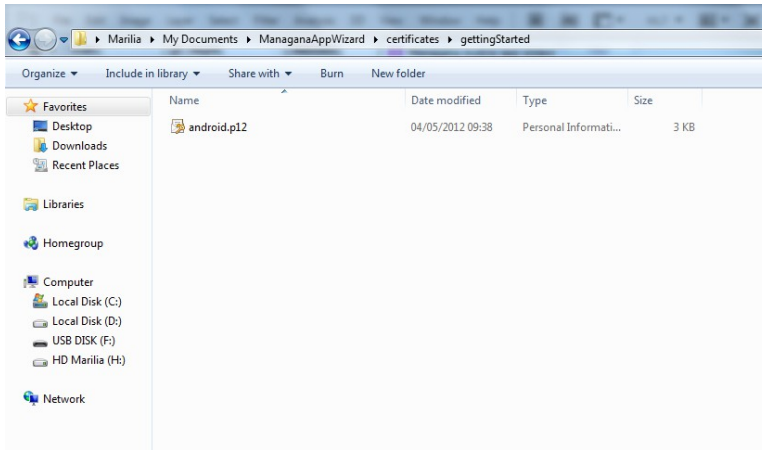 Marilia ▸ My Documents ▸ ManaganaAppWizard ▸ certificates ▸ gettingStarted
Organize Include in library Share with Burn New folder
Favorites
Desktop
Downloads
Recent Places
Libraries
Homegroup
Computer
Local Disk (C:)
Local Disk (D:)
USB DISK (F:)
HD Marilia (H:)
Network
Name Date modified Type Size
android.p12 04/05/2012 09:38 Personal Informati... 3 KB